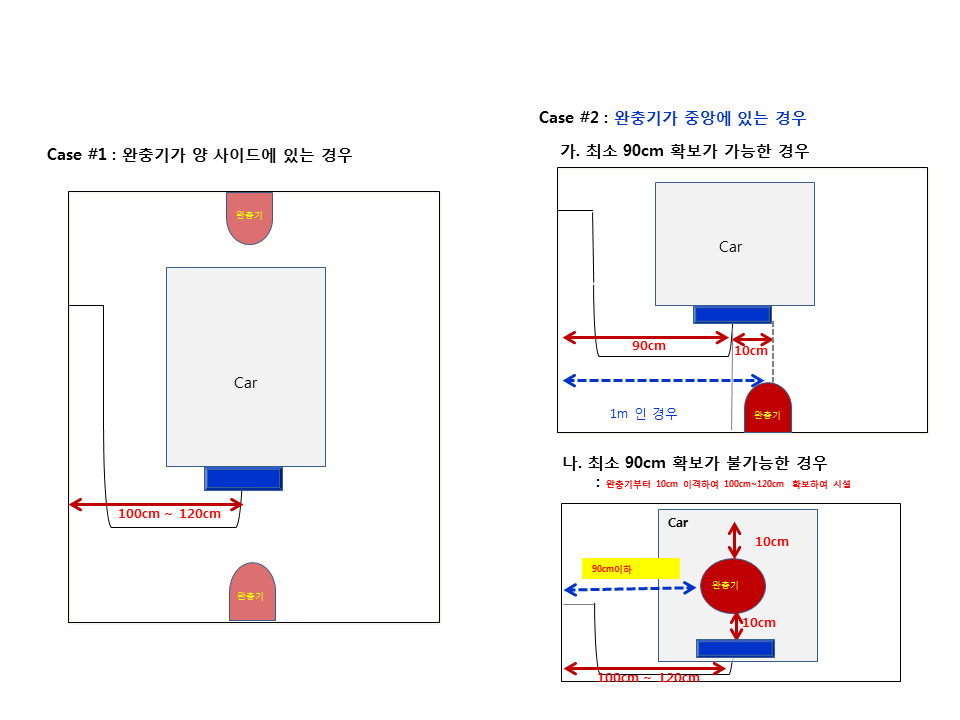 Case #1 : 완충기가 양 사이드에 있는 경우
완충기
Car
100cm ~ 120cm
완충기
Case #2 : 완충기가 중앙에 있는 경우
가. 최소 90cm 확보가 가능한 경우
Car
90cm
10cm
1m 인 경우
완충기
나. 최소 90cm 확보가 불가능한 경우
: 완충기부터 10cm 이격하여 100cm~120cm 확보하여 시설
Car
10cm
90cm이하
완충기
10cm
100cm ~ 120cm